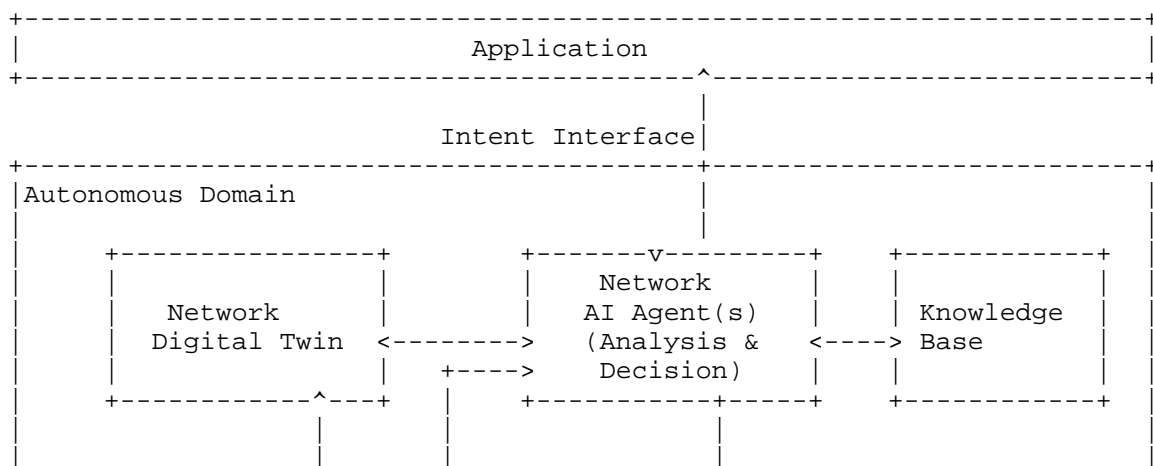 Application
Intent Interface
Autonomous Domain
Network
Network AI Agent(s) Knowledge
Digital Twin (Analysis & Base
Decision)